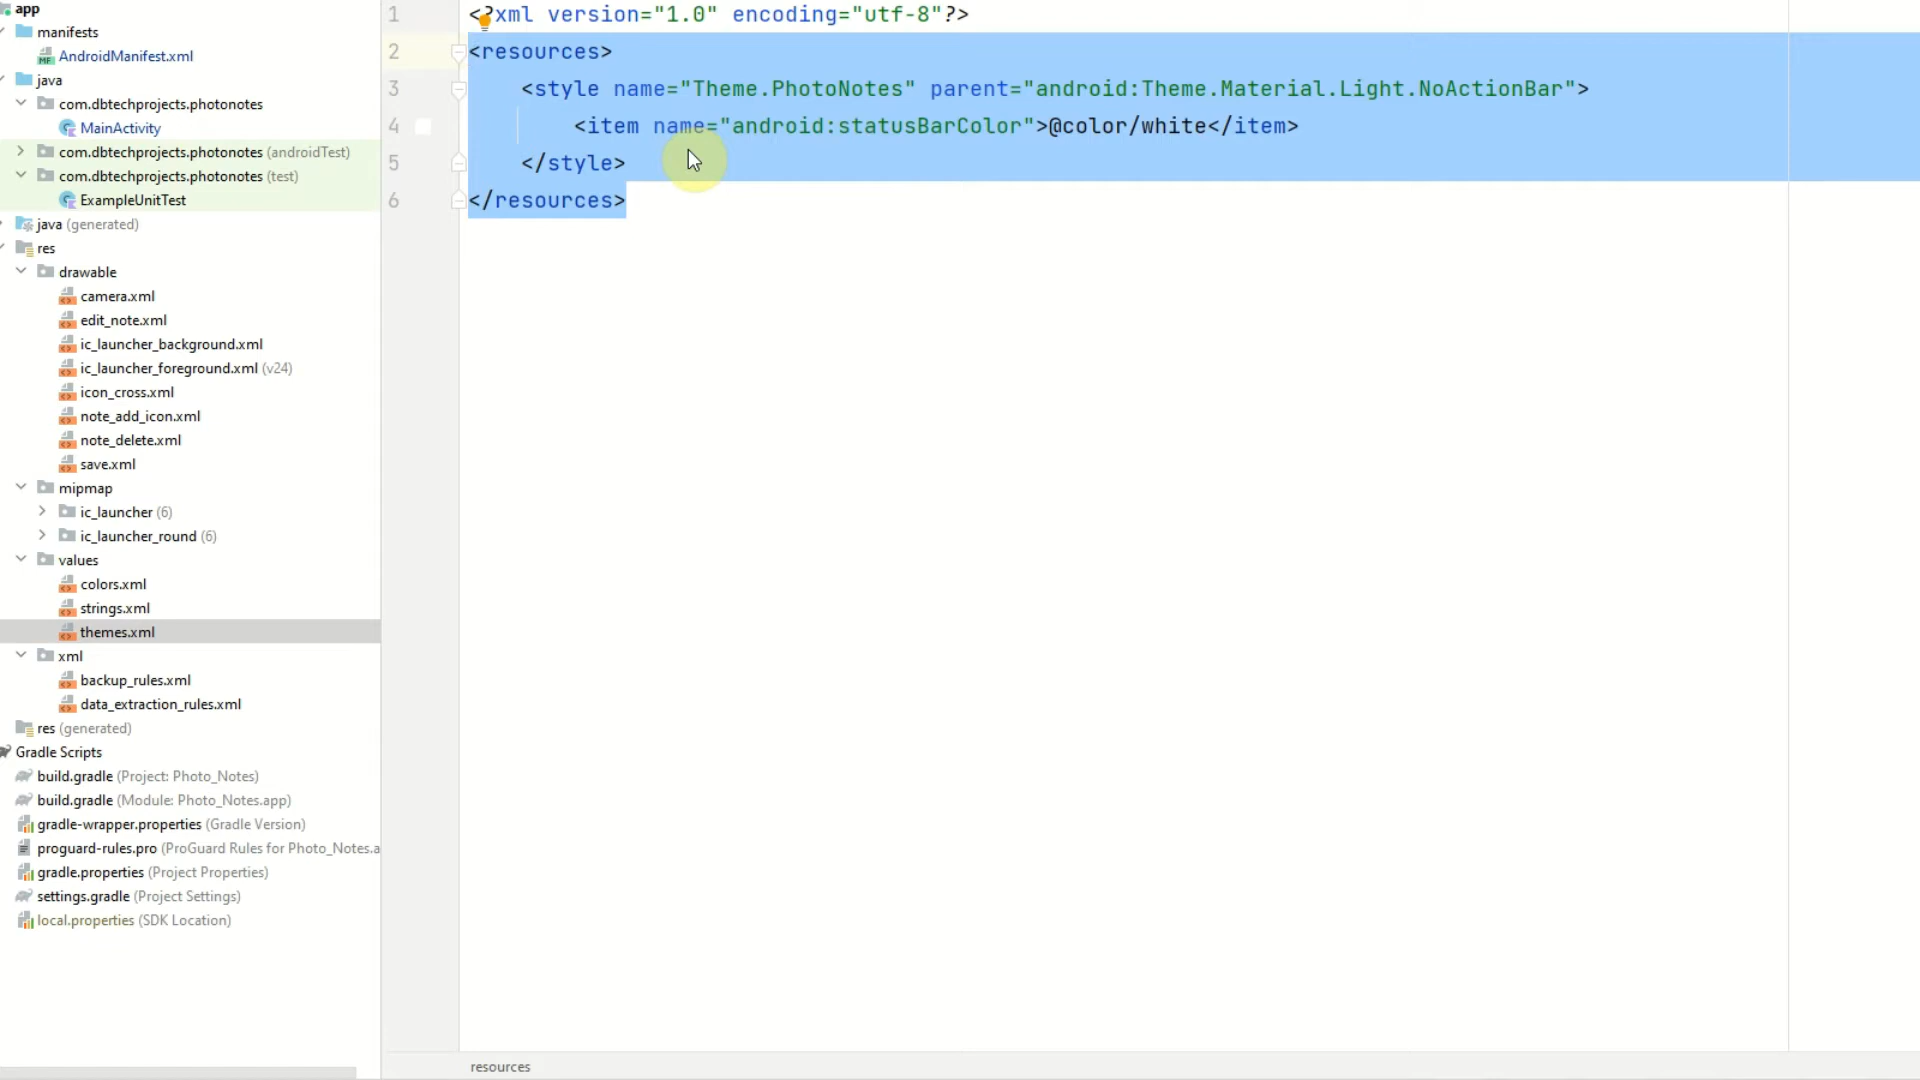 app
manifests
AndroidManifest.xml
java
com.dbtechprojects.photonotes
MainActivity
com.dbtechprojects.photonotes (androidTest)
com.dbtechprojects.photonotes (test)
ExampleUnitTest
java (generated)
res
drawable
camera.xml
edit_note.xml
ic_launcher_background.xml
ic_launcher_foreground.xml (v24)
icon_cross.xml
note_add_icon.xml
note_delete.xml
save.xml
mipmap
ic_launcher (6)
ic_launcher_round (6)
values
colors.xml
strings.xml
themes.xml
xml
backup_rules.xml
data_extraction_rules.xml
res (generated)
Gradle Scripts
build.gradle (Project: Photo_Notes)
build.gradle (Module: Photo_Notes.app)
gradle-wrapper.properties (Gradle Version)
proguard-rules.pro (ProGuard Rules for Photo_Notes.a
gradle.properties (Project Properties)
settings.gradle (Project Settings)
local.properties (SDK Location)
1 <?xml version="1.0" encoding="utf-8"?>
2 <resources>
3 <style name="Theme.PhotoNotes" parent="android:Theme.Material.Light.NoActionBar">
4 <item name="android:statusBarColor">@color/white</item>
5 </style>
6 </resources>
resources